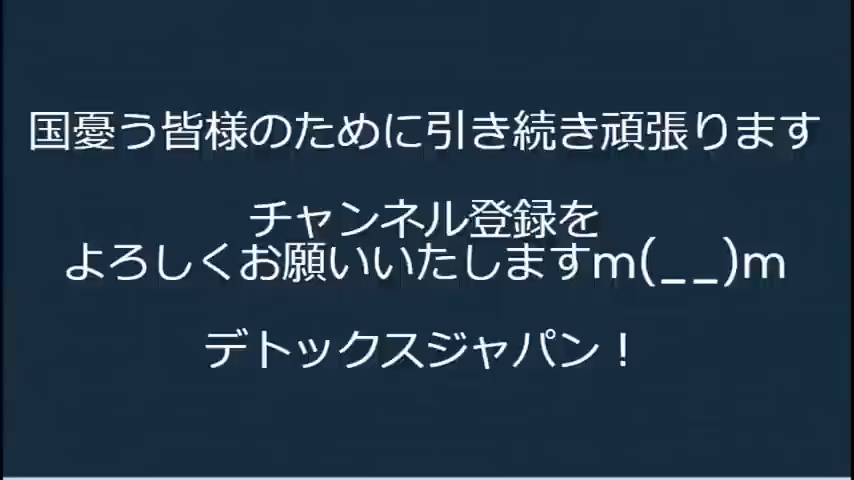 国憂う皆様のために引き続き頑張ります
チャンネル登録を
よろしくお願いいたしますm(__)m
デトックスジャパン！